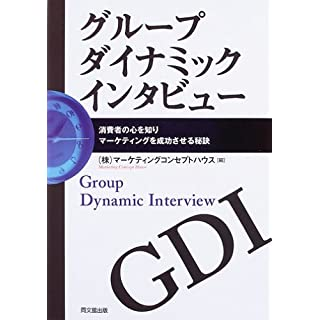 グループ
ダイナミック
インタビュー
消費者の心を知り
マーケティングを成功させる秘訣
(株)マーケティングコンセプトハウス[編]
Marketing Concept House
Group
Dynamic Interview
GDI
同文舘出版